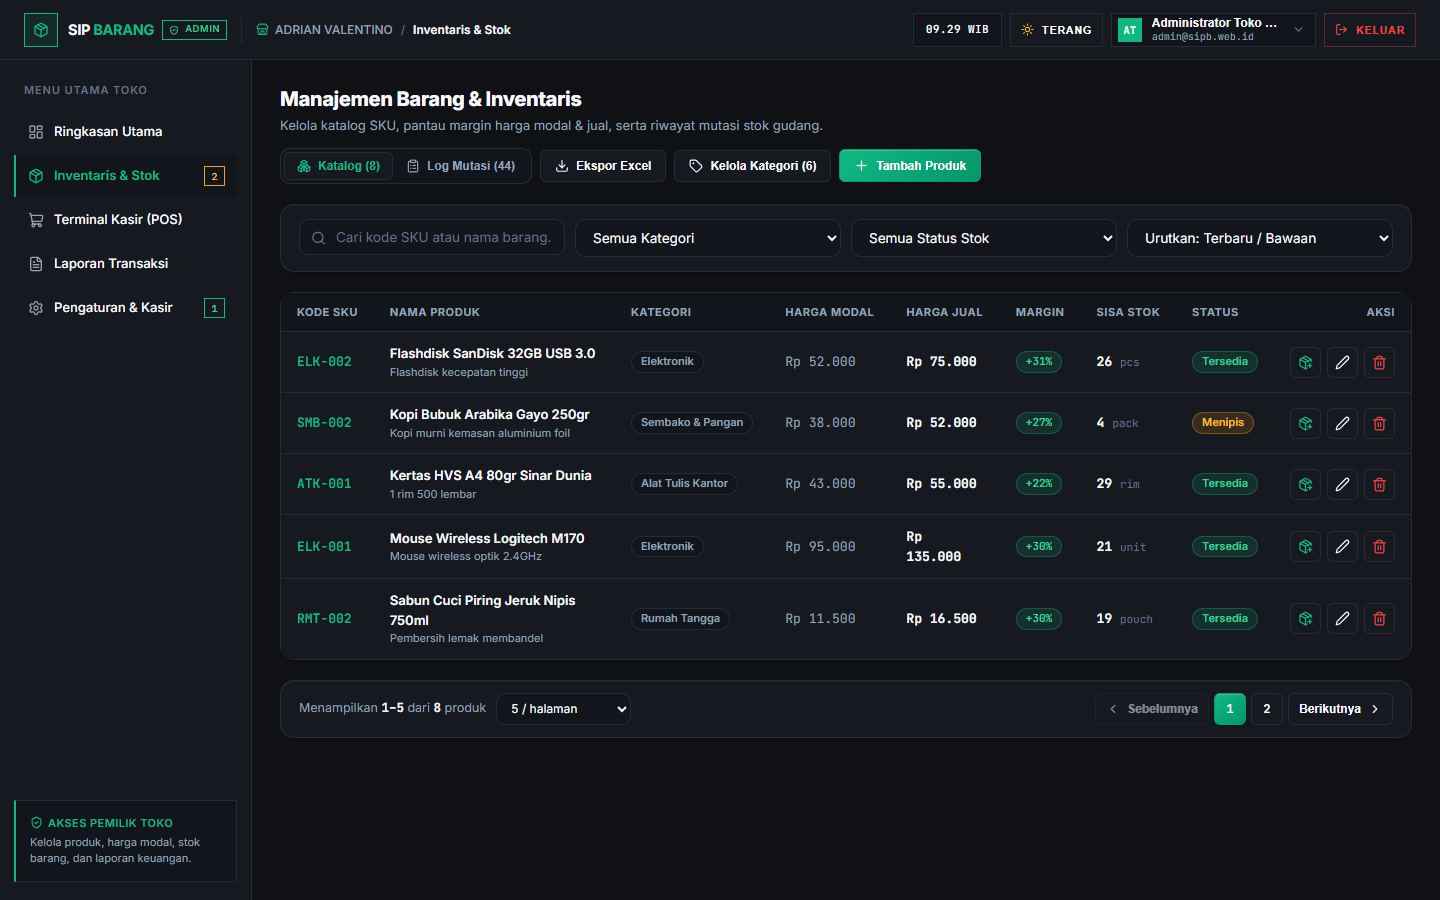 SIP BARANG ADMIN ADRIAN VALENTINO / Inventaris & Stok 09.29 WIB TERANG AT Administrator Toko ... KELUAR
admin@sipb.web.id
MENU UTAMA TOKO
Ringkasan Utama
Inventaris & Stok 2
Terminal Kasir (POS)
Laporan Transaksi
Pengaturan & Kasir 1
AKSES PEMILIK TOKO
Kelola produk, harga modal, stok
barang, dan laporan keuangan.
Manajemen Barang & Inventaris
Kelola katalog SKU, pantau margin harga modal & jual, serta riwayat mutasi stok gudang.
Katalog (8) Log Mutasi (44) Ekspor Excel Kelola Kategori (6) Tambah Produk
Cari kode SKU atau nama barang. Semua Kategori Semua Status Stok Urutkan: Terbaru / Bawaan
KODE SKU NAMA PRODUK KATEGORI HARGA MODAL HARGA JUAL MARGIN SISA STOK STATUS AKSI
ELK-002 Flashdisk SanDisk 32GB USB 3.0 Elektronik Rp 52.000 Rp 75.000 +31% 26 pcs Tersedia
Flashdisk kecepatan tinggi
SMB-002 Kopi Bubuk Arabika Gayo 250gr Sembako & Pangan Rp 38.000 Rp 52.000 +27% 4 pack Menipis
Kopi murni kemasan aluminium foil
ATK-001 Kertas HVS A4 80gr Sinar Dunia Alat Tulis Kantor Rp 43.000 Rp 55.000 +22% 29 rim Tersedia
1 rim 500 lembar
ELK-001 Mouse Wireless Logitech M170 Elektronik Rp 95.000 Rp 135.000 +30% 21 unit Tersedia
Mouse wireless optik 2.4GHz
RMT-002 Sabun Cuci Piring Jeruk Nipis 750ml Rumah Tangga Rp 11.500 Rp 16.500 +30% 19 pouch Tersedia
Pembersih lemak membandel
Menampilkan 1–5 dari 8 produk 5 / halaman Sebelumnya 1 2 Berikutnya